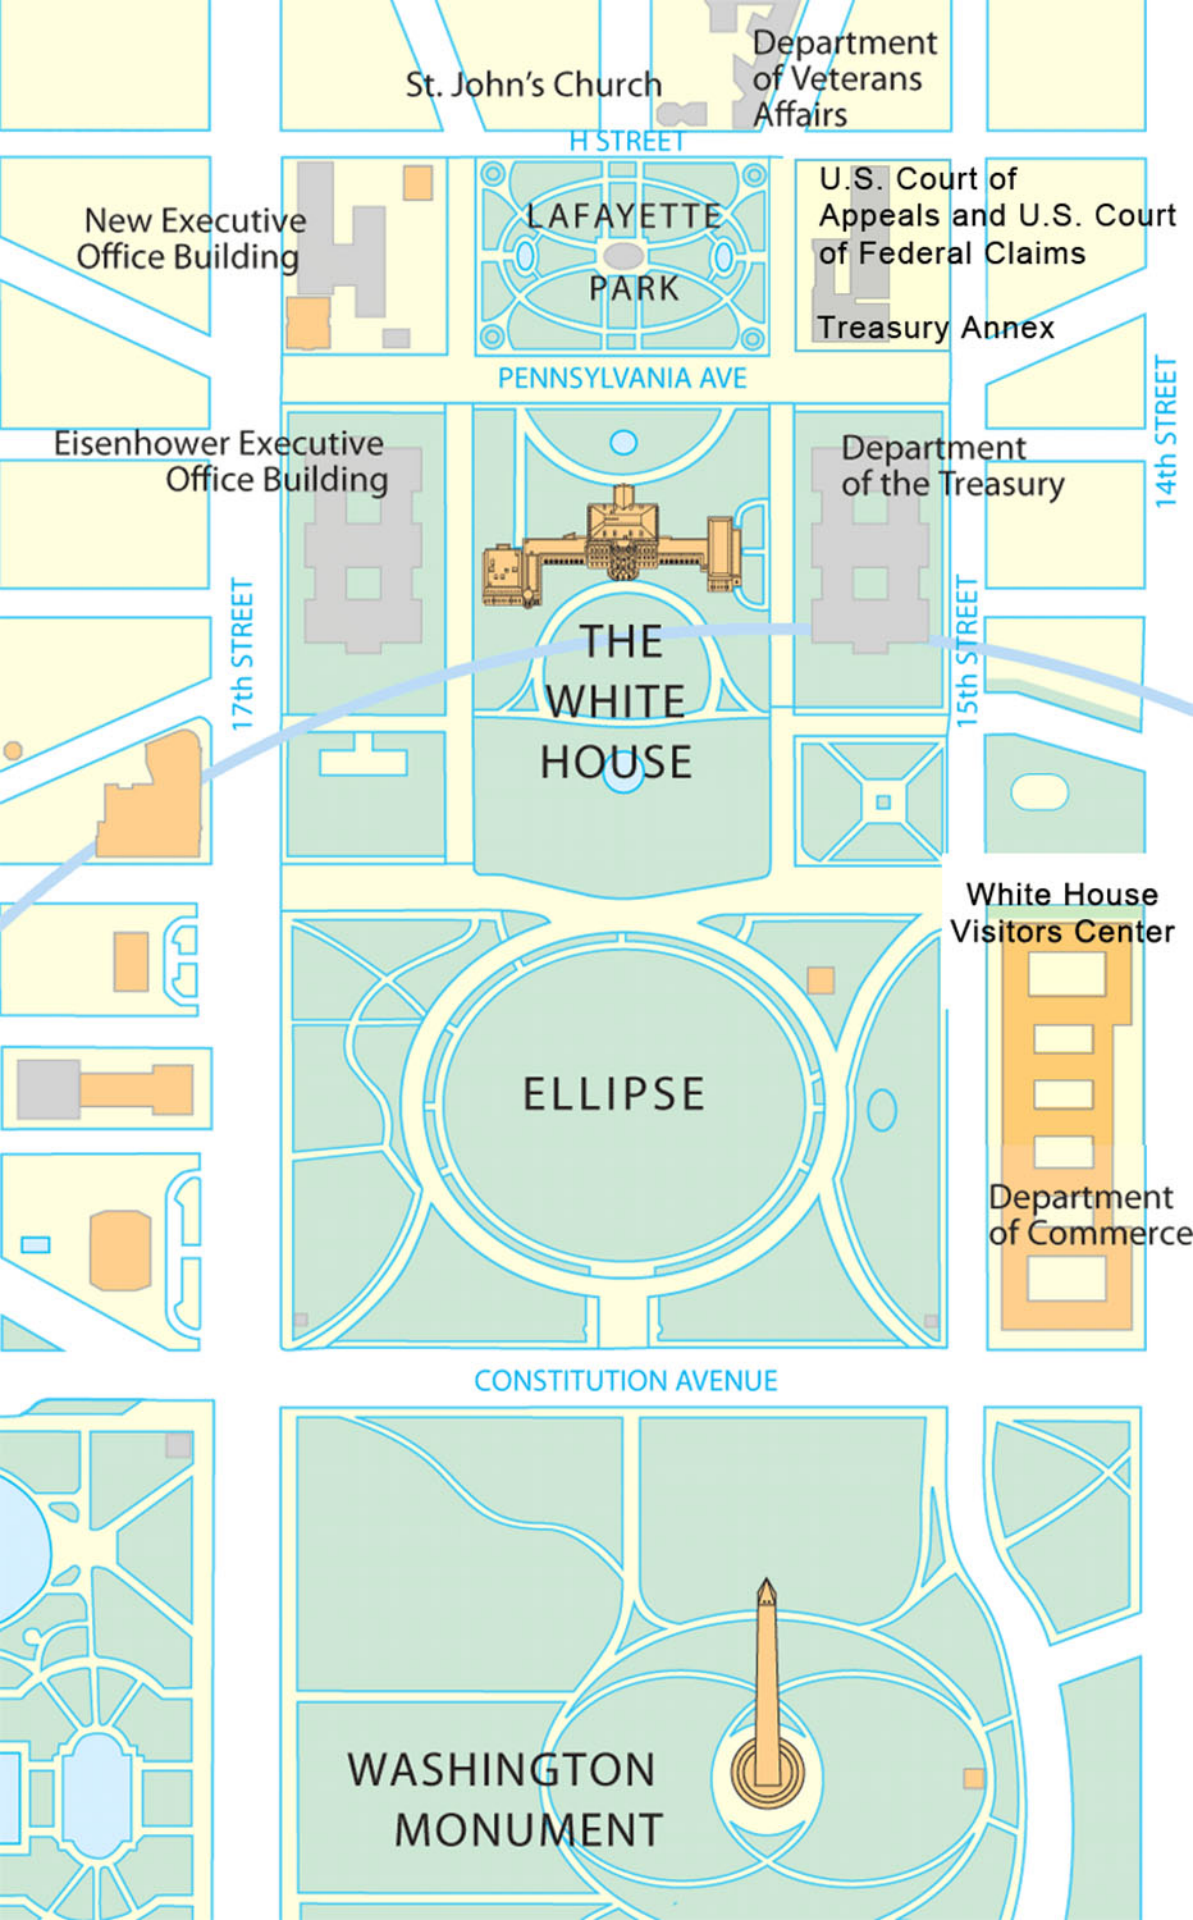 Department
of Veterans
Affairs
St. John's Church
H STREET
LAFAYETTE
PARK
U.S. Court of
Appeals and U.S. Court
of Federal Claims
New Executive
Office Building
Treasury Annex
PENNSYLVANIA AVE
14th STREET
Eisenhower Executive
Office Building
Department
of the Treasury
17th STREET
15th STREET
THE
WHITE
HOUSE
White House
Visitors Center
ELLIPSE
Department
of Commerce
CONSTITUTION AVENUE
WASHINGTON
MONUMENT